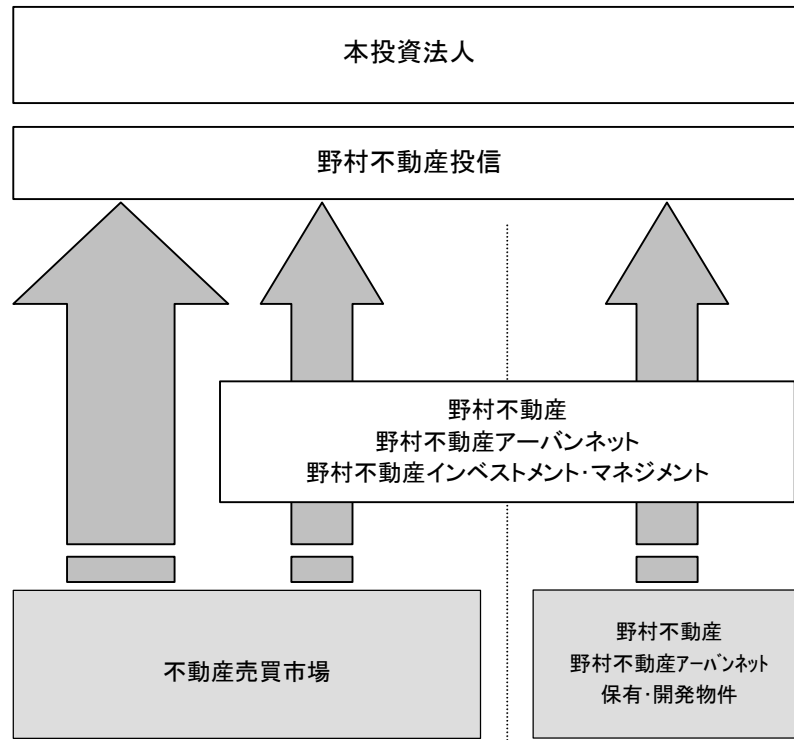 本投資法人
野村不動産投信
野村不動産
野村不動産アーバンネット
野村不動産インベストメント・マネジメント
不動産売買市場
野村不動産
野村不動産ｱｰﾊﾞﾝﾈｯﾄ
保有・開発物件